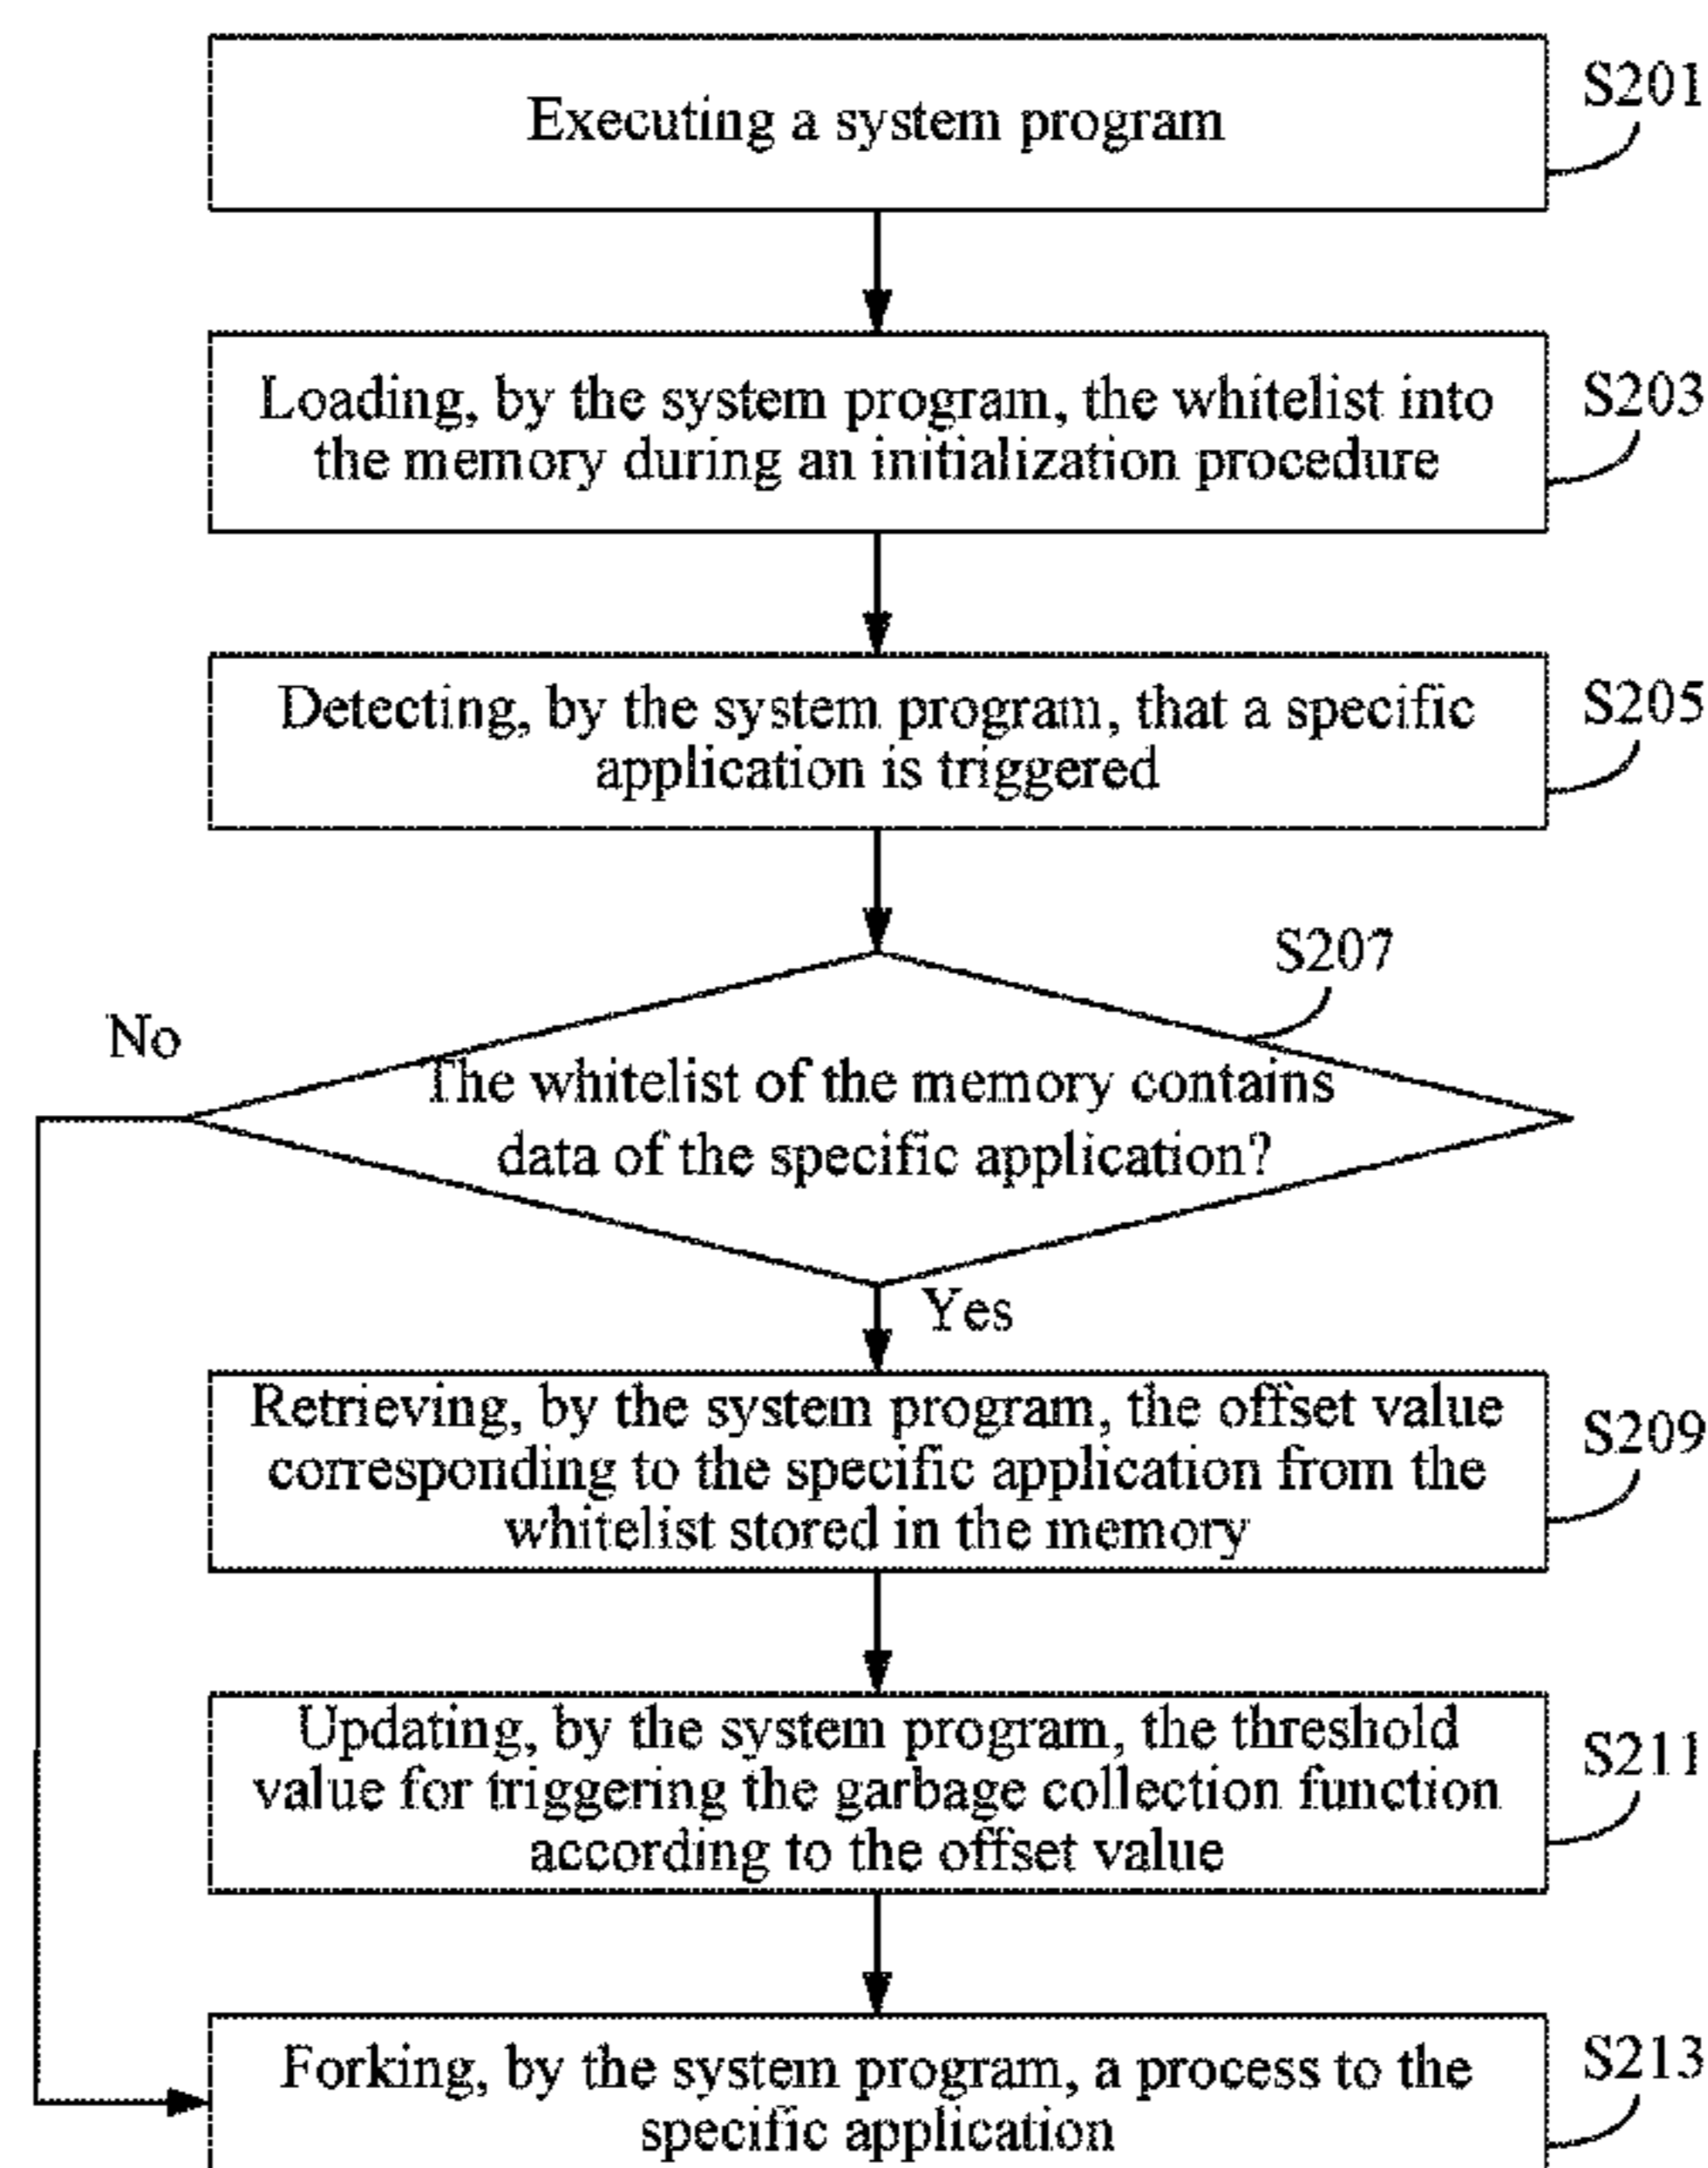 Executing a system program
S201
Loading, by the system program, the whitelist into
the memory during an initialization procedure
S203
Detecting, by the system program, that a specific
application is triggered
S205
S207
No
The whitelist of the memory contains
data of the specific application?
Yes
Retrieving, by the system program, the offset value
corresponding to the specific application from the
whitelist stored in the memory
S209
Updating, by the system program, the threshold
value for triggering the garbage collection function
according to the offset value
S211
Forking, by the system program, a process to the
specific application
S213